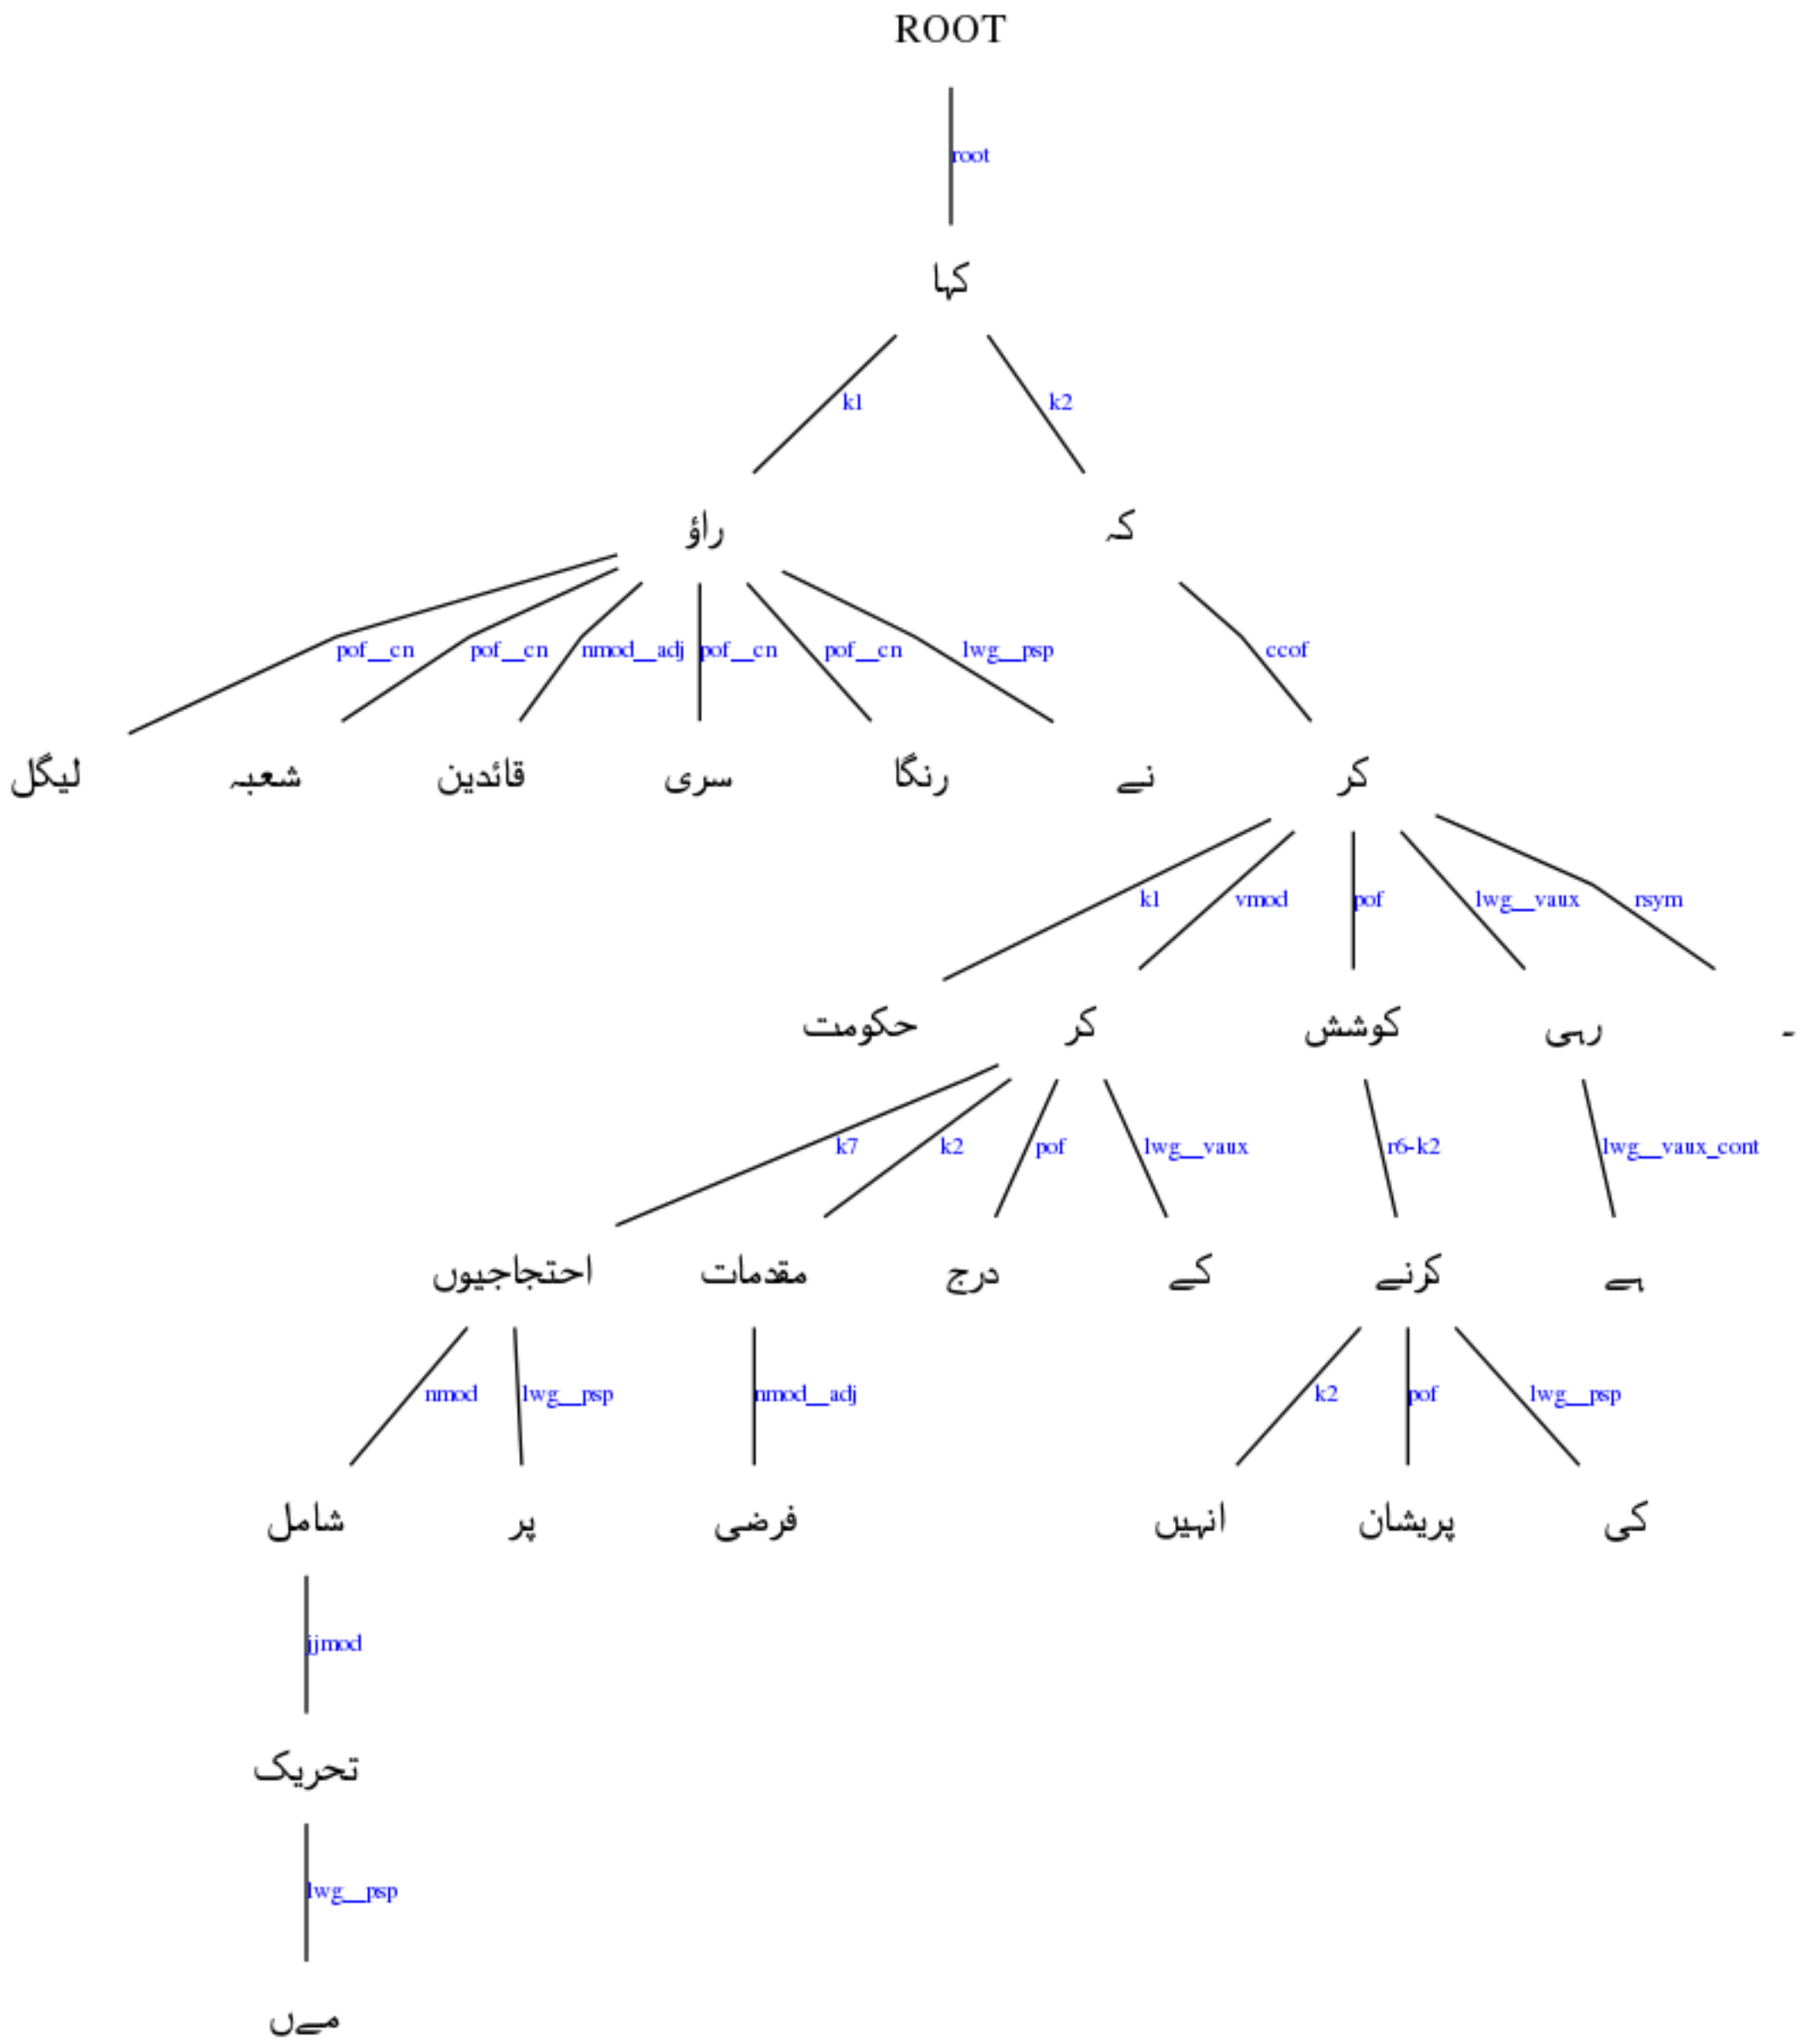 ROOT
root
کہا
k1 k2
راؤ کہ
pof__cn pof__cn nmod__adj pof__cn pof__cn lwg__psp ccof
لیگل شعبہ قائدین سری رنگا نے کر
k1 vmod pof lwg__vaux rsym
حکومت کر کوشش رہی ۔
k7 k2 pof lwg__vaux r6-k2 lwg__vaux_cont
احتجاجیوں مقدمات درج کے کرنے ہے
nmod lwg__psp nmod__adj k2 pof lwg__psp
شامل پر فرضی انہیں پریشان کی
jjmod
تحریک
lwg__psp
مےں